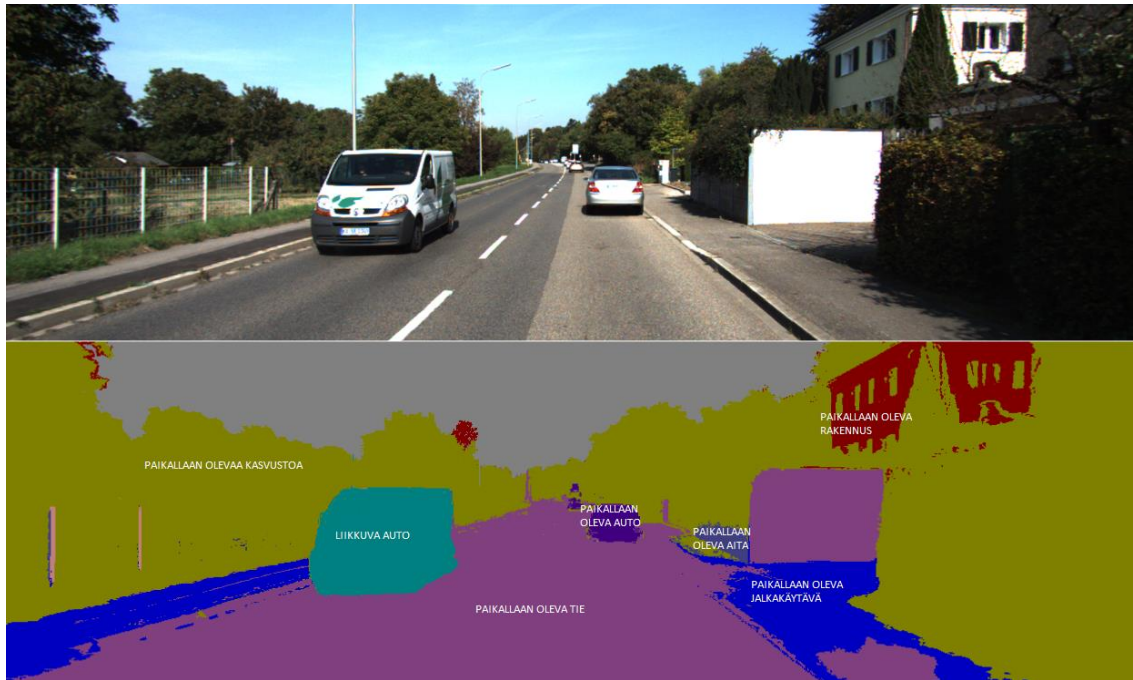 PAIKALLAAN OLEVA
RAKENNUS
PAIKALLAAN OLEVAA KASVUSTOA
PAIKALLAAN
OLEVA AUTO
LIIKKUVA AUTO
PAIKALLAAN
OLEVA AITA
PAIKALLAAN OLEVA
JALKAKÄYTÄVÄ
PAIKALLAAN OLEVA TIE